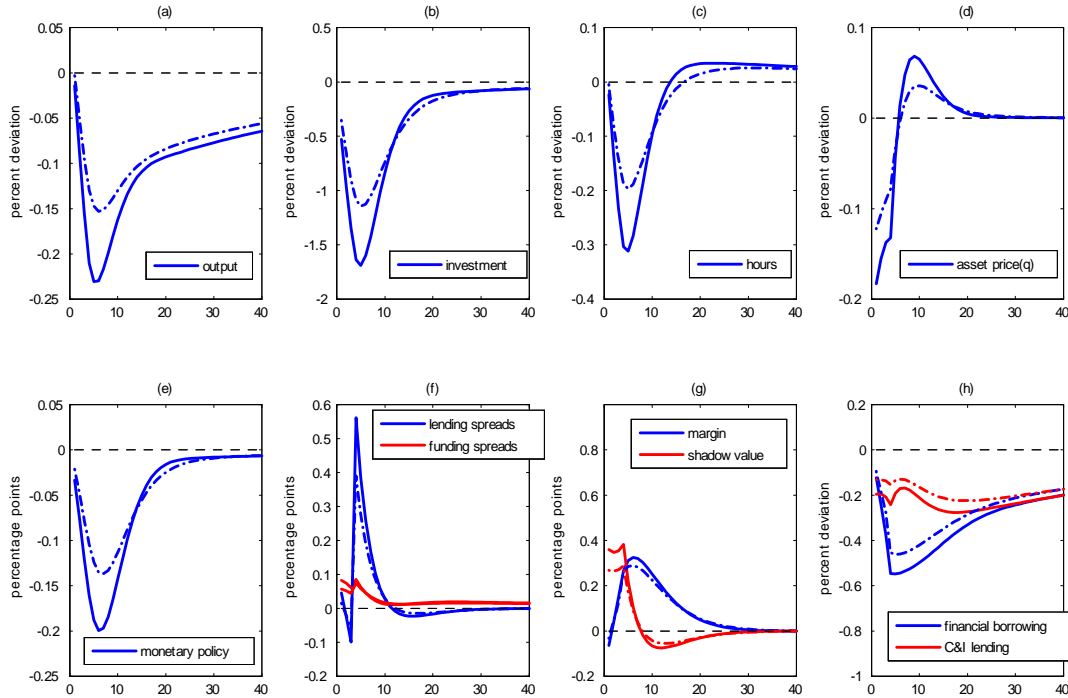 (a)
percent deviation
0.05
0
-0.05
-0.1
-0.15
-0.2
-0.25
0 10 20 30 40
output
(b)
percent deviation
0.5
0
-0.5
-1
-1.5
-2
0 10 20 30 40
investment
(c)
percent deviation
0.1
0
-0.1
-0.2
-0.3
-0.4
0 10 20 30 40
hours
(d)
percent deviation
0.1
0
-0.1
-0.2
0 10 20 30 40
asset price(q)
(e)
percentage points
0.05
0
-0.05
-0.1
-0.15
-0.2
-0.25
0 10 20 30 40
monetary policy
(f)
percentage points
0.6
0.5
0.4
0.3
0.2
0.1
0
-0.1
-0.2
0 10 20 30 40
lending spreads
funding spreads
(g)
percentage points
0.8
0.6
0.4
0.2
0
-0.2
0 10 20 30 40
margin
shadow value
(h)
percent deviation
0.2
0
-0.2
-0.4
-0.6
-0.8
-1
0 10 20 30 40
financial borrowing
C&I lending